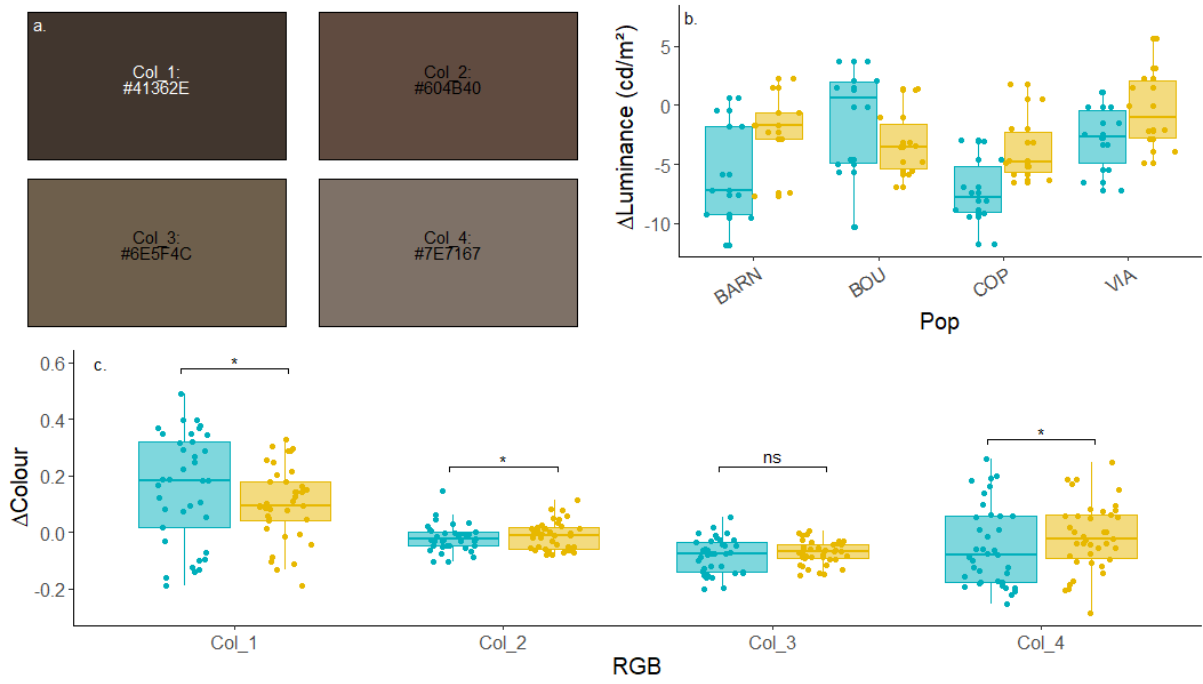 a.
Col_1:
#41362E
Col_2:
#604B40
Col_3:
#6E5F4C
Col_4:
#7E7167
b.
ΔLuminance (cd/m²)
5
0
-5
-10
BARN
BOU
COP
VIA
Pop
c.
ΔColour
0.6
0.4
0.2
0.0
-0.2
*
*
ns
*
Col_1
Col_2
Col_3
Col_4
RGB